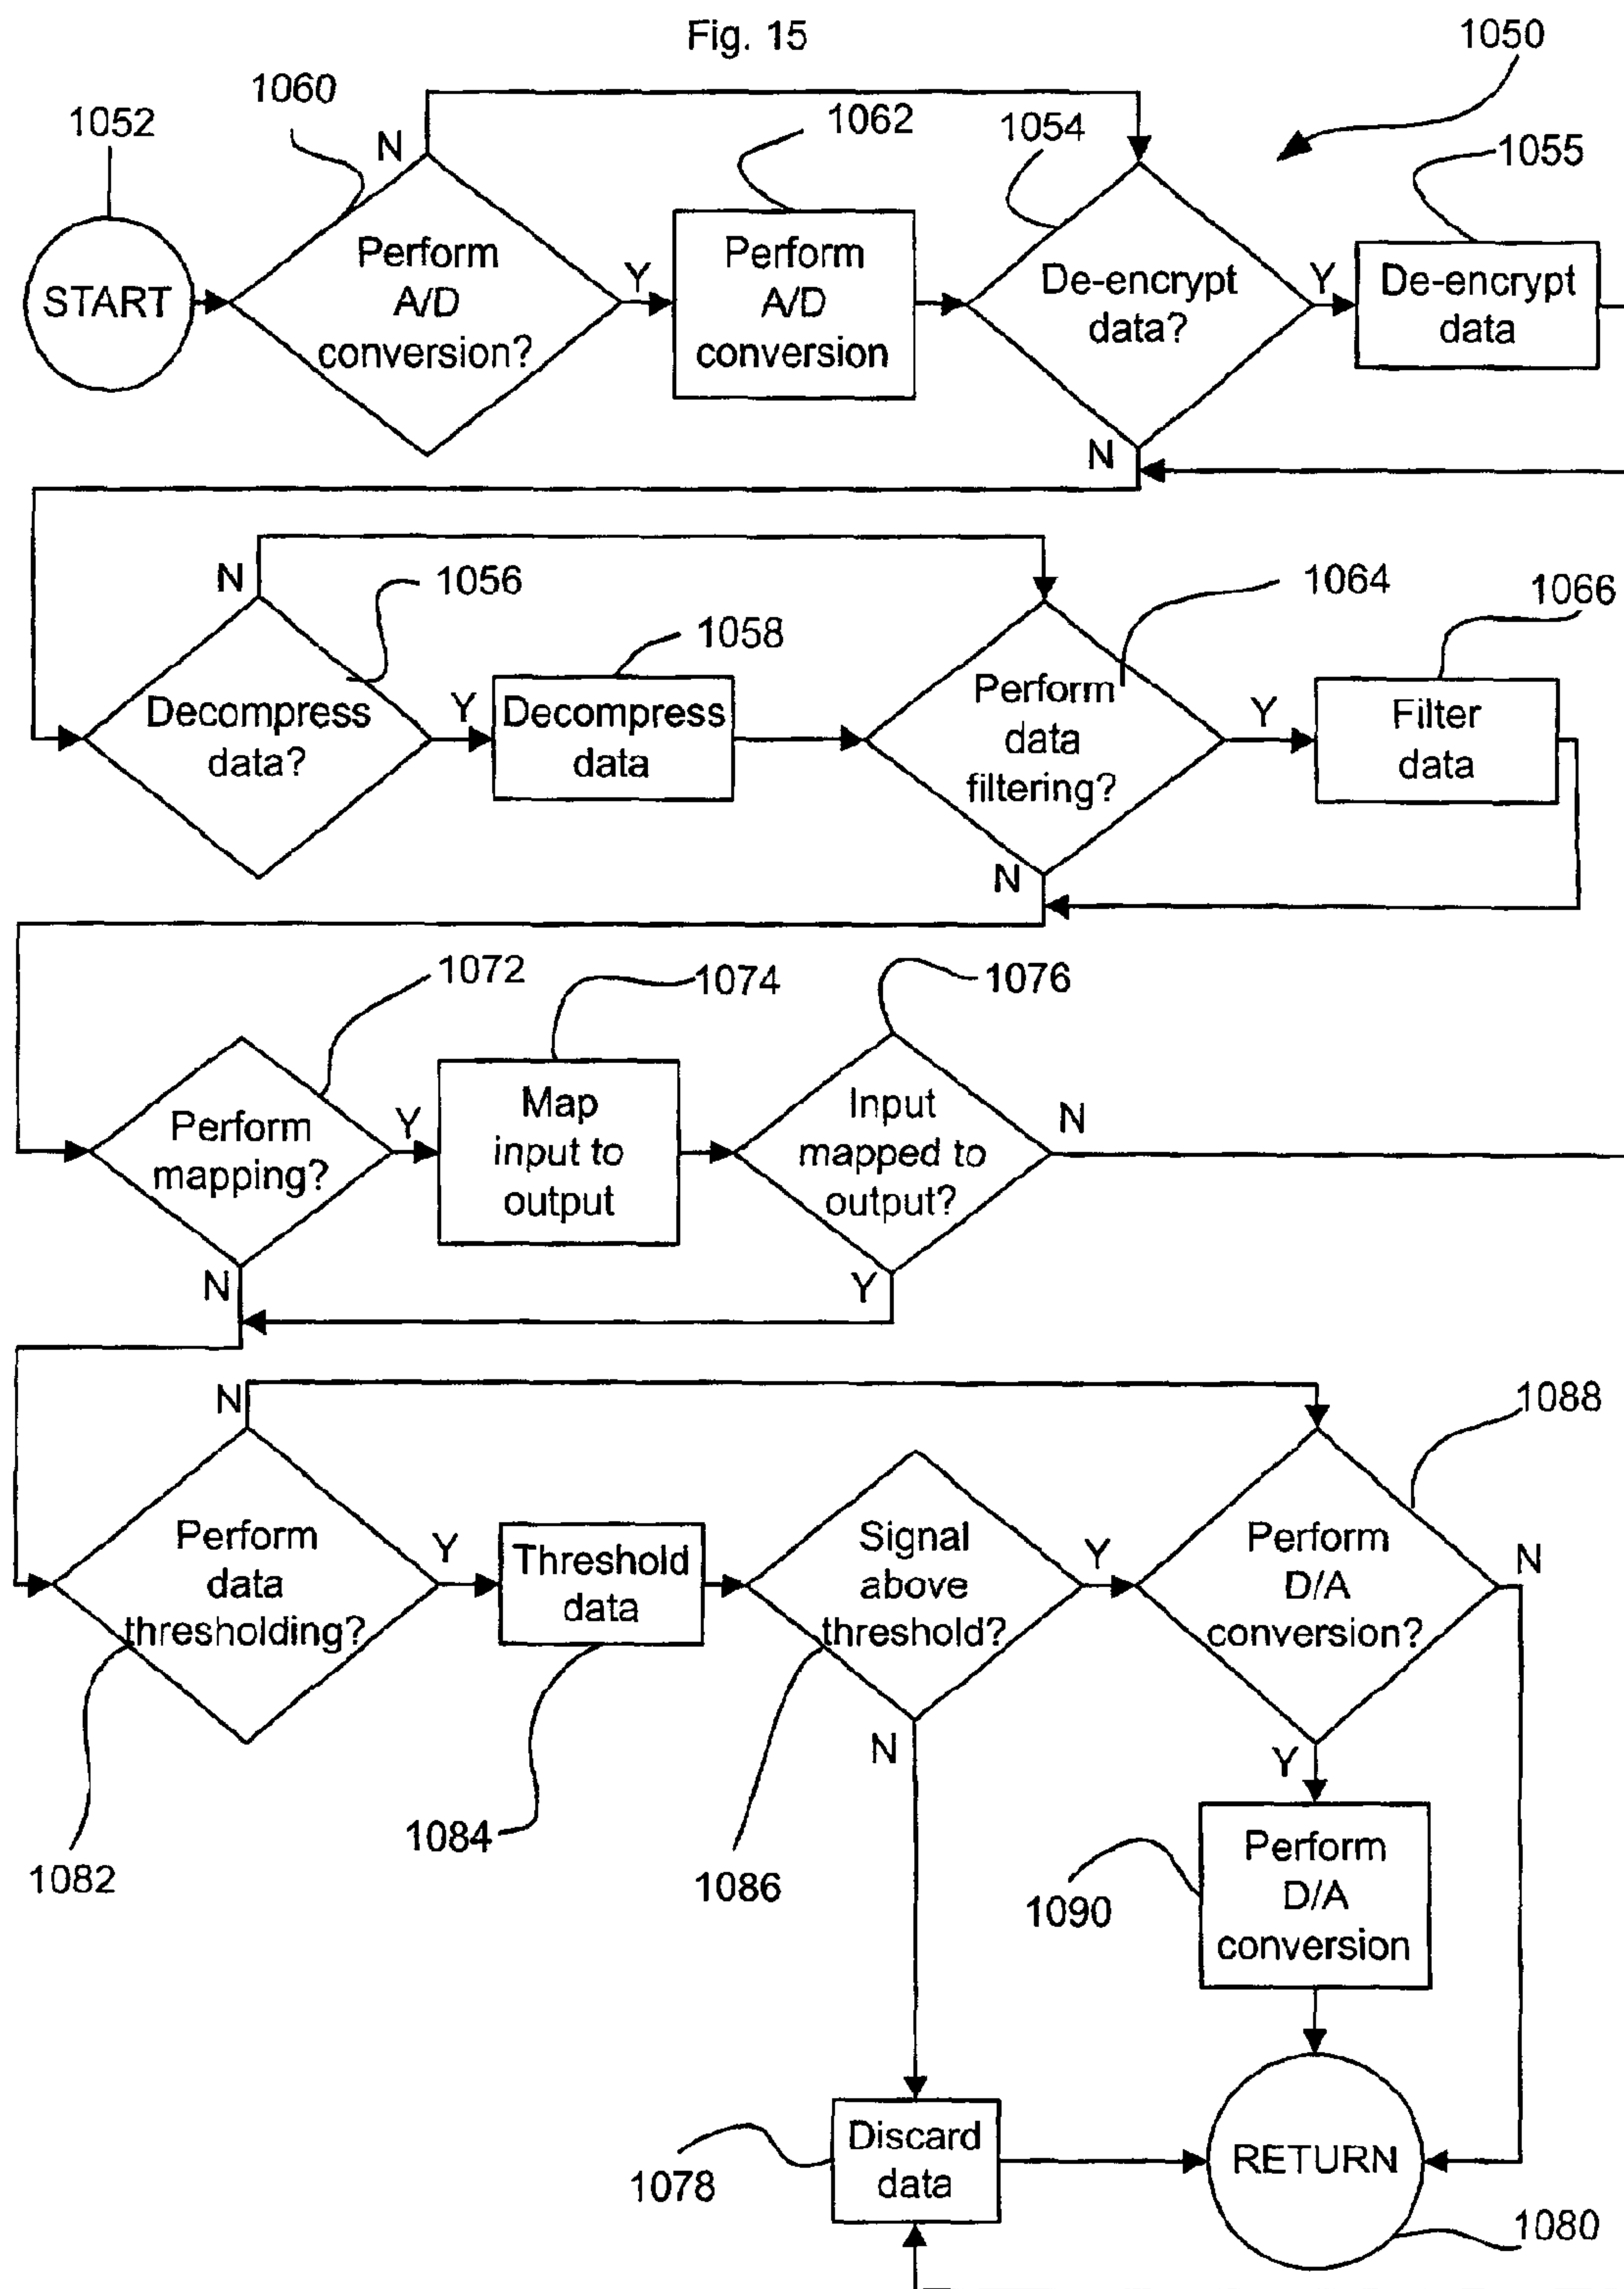 Fig. 15
1050
1052
1060
1062
1054
1055
START
N
Perform
A/D
conversion?
Y
Perform
A/D
conversion
De-encrypt
data?
Y
De-encrypt
data
N
N
1056
1058
1064
1066
Decompress
data?
Y
Decompress
data
Perform
data
filtering?
Y
Filter
data
N
1072
1074
1076
Perform
mapping?
Y
Map
input to
output
Input
mapped to
output?
N
N
Y
N
1088
Perform
data
thresholding?
Y
Threshold
data
Signal
above
threshold?
Y
Perform
D/A
conversion?
N
N
Y
1082
1084
1086
1090
Perform
D/A
conversion
1078
Discard
data
RETURN
1080